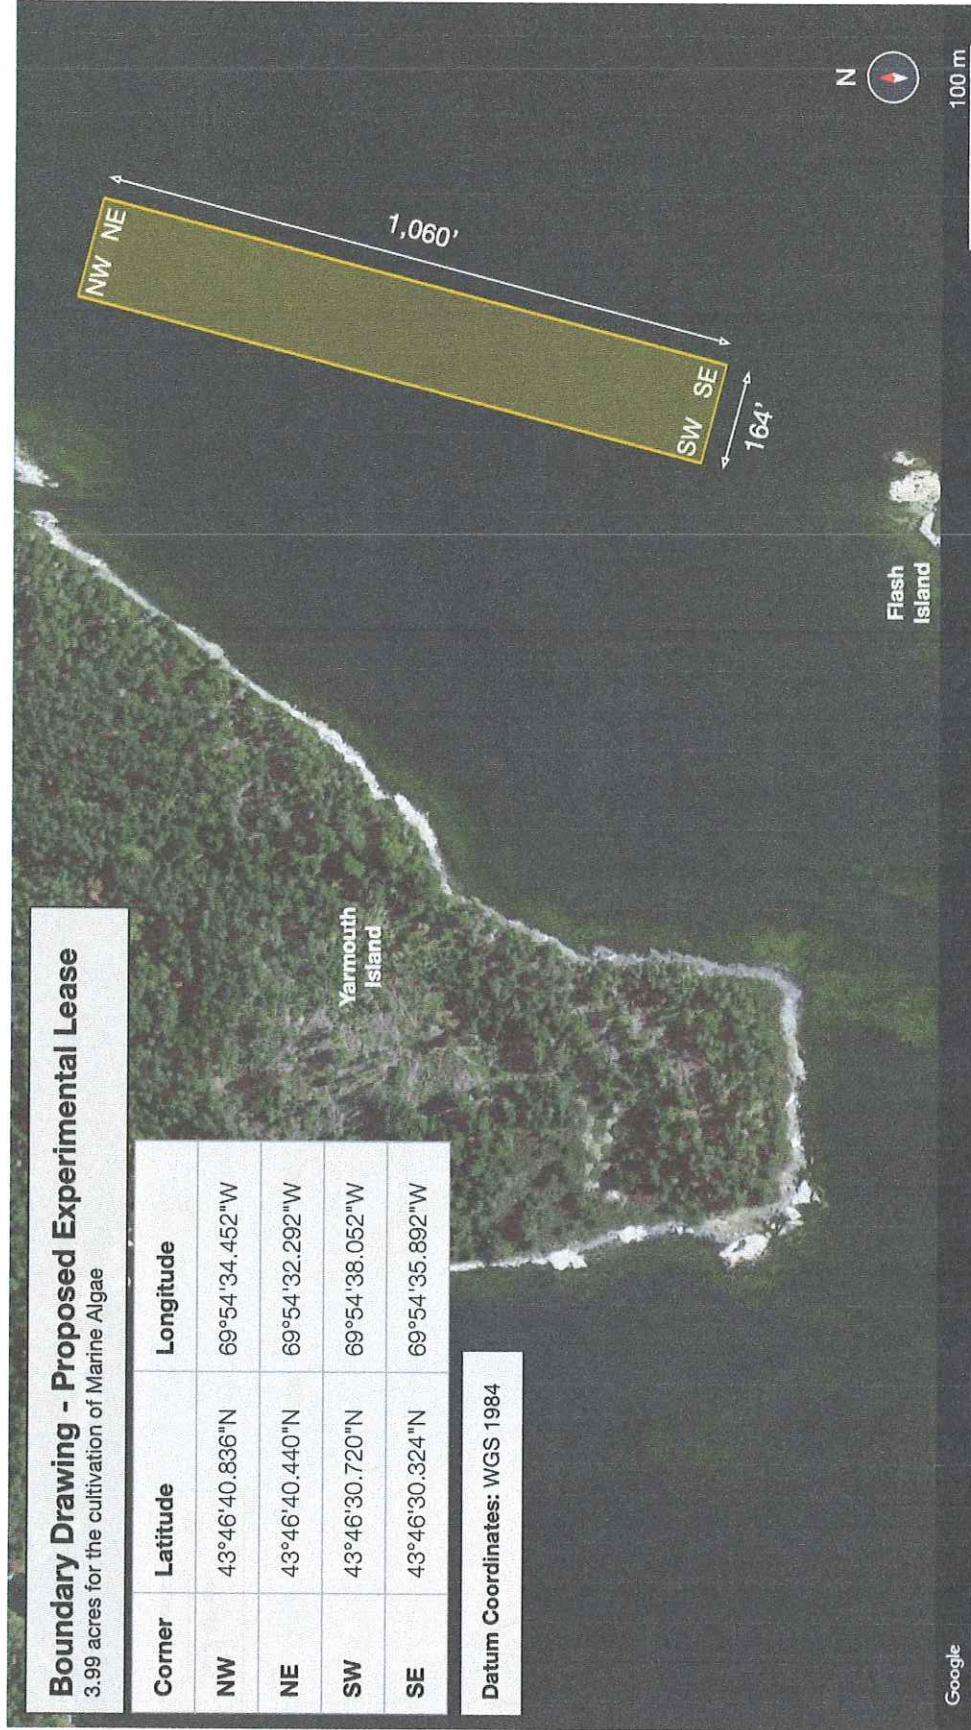 Boundary Drawing - Proposed Experimental Lease
3.99 acres for the cultivation of Marine Algae
Corner Latitude Longitude
NW 43°46'40.836"N 69°54'34.452"W
NE 43°46'40.440"N 69°54'32.292"W
SW 43°46'30.720"N 69°54'38.052"W
SE 43°46'30.324"N 69°54'35.892"W
Datum Coordinates: WGS 1984
Yarmouth
Island
NW NE
1,060'
SW SE
164'
Flash
Island
N
Google
100 m